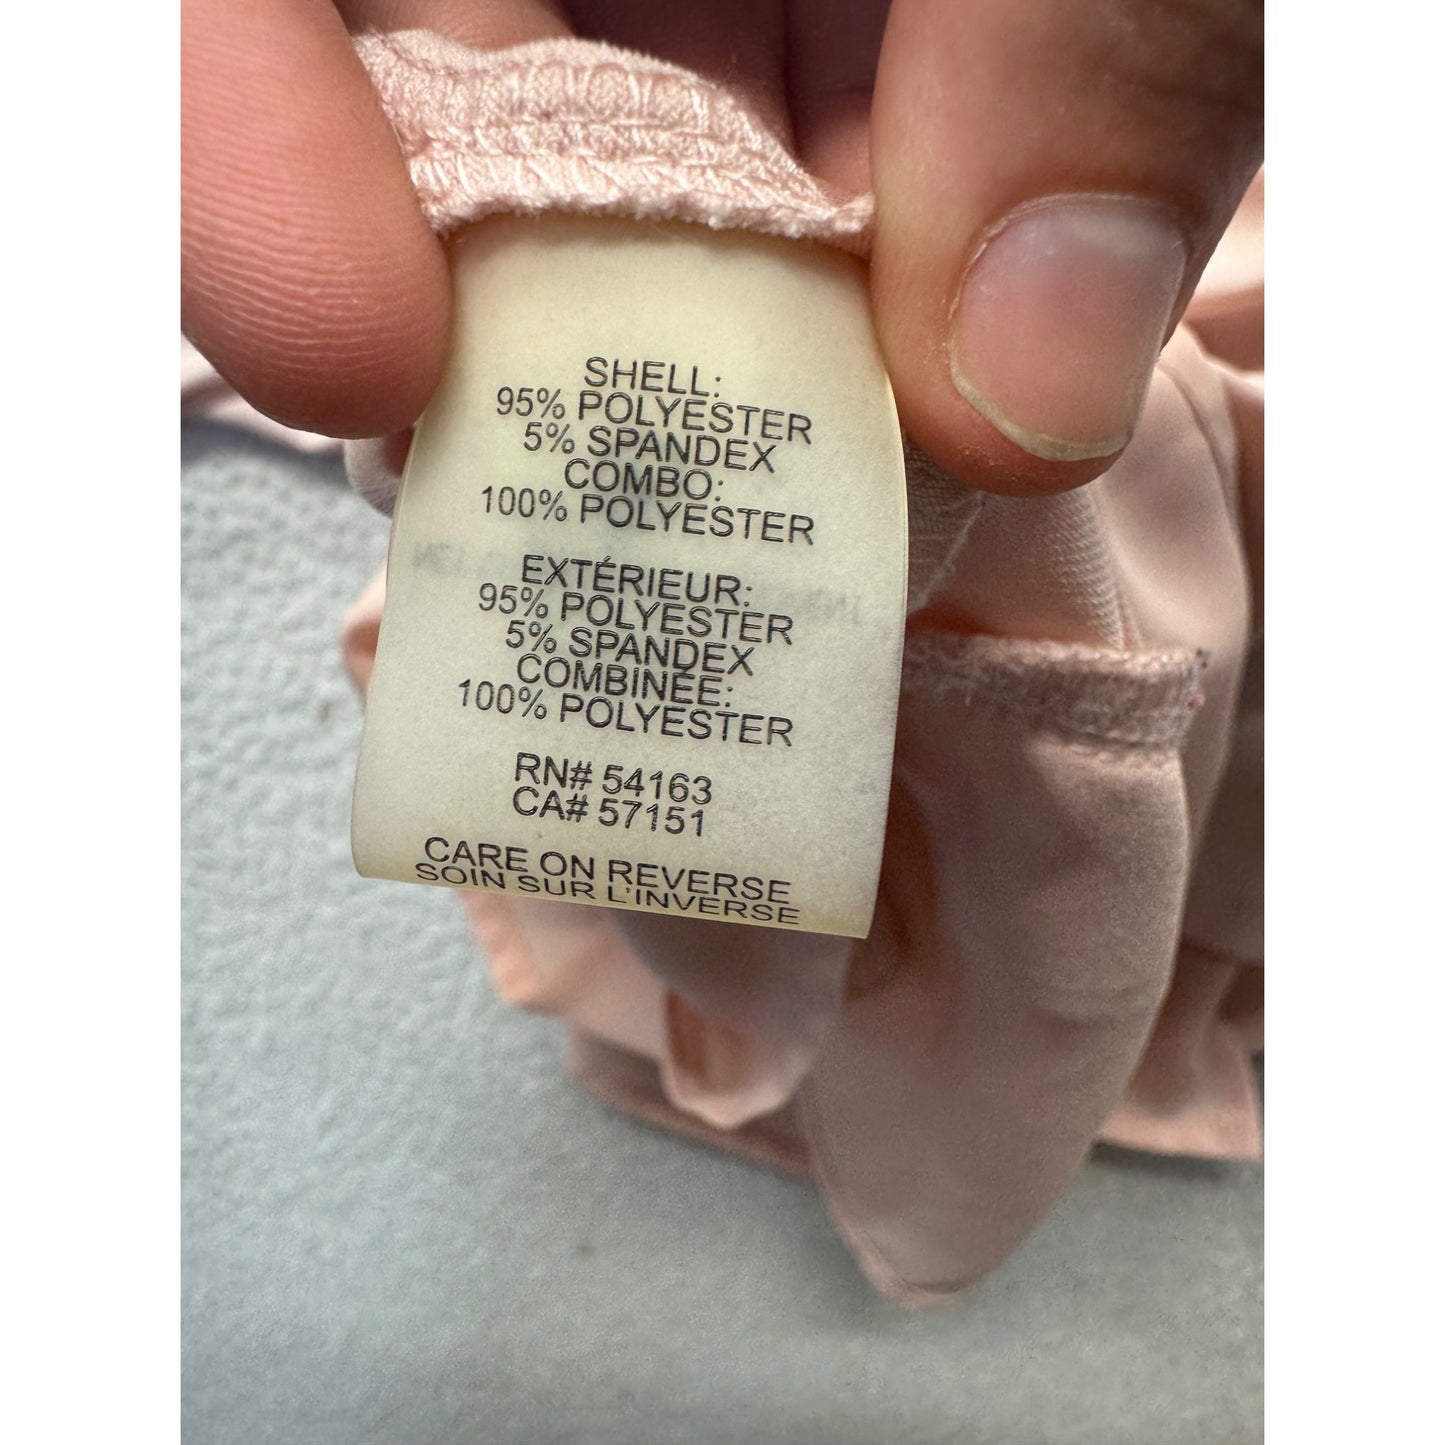 SHELL:
95% POLYESTER
5% SPANDEX
COMBO:
100% POLYESTER
EXTÉRIEUR:
95% POLYESTER
5% SPANDEX
COMBINÉE:
100% POLYESTER
RN# 54163
CA# 57151
CARE ON REVERSE
SOIN SUR L'INVERSE